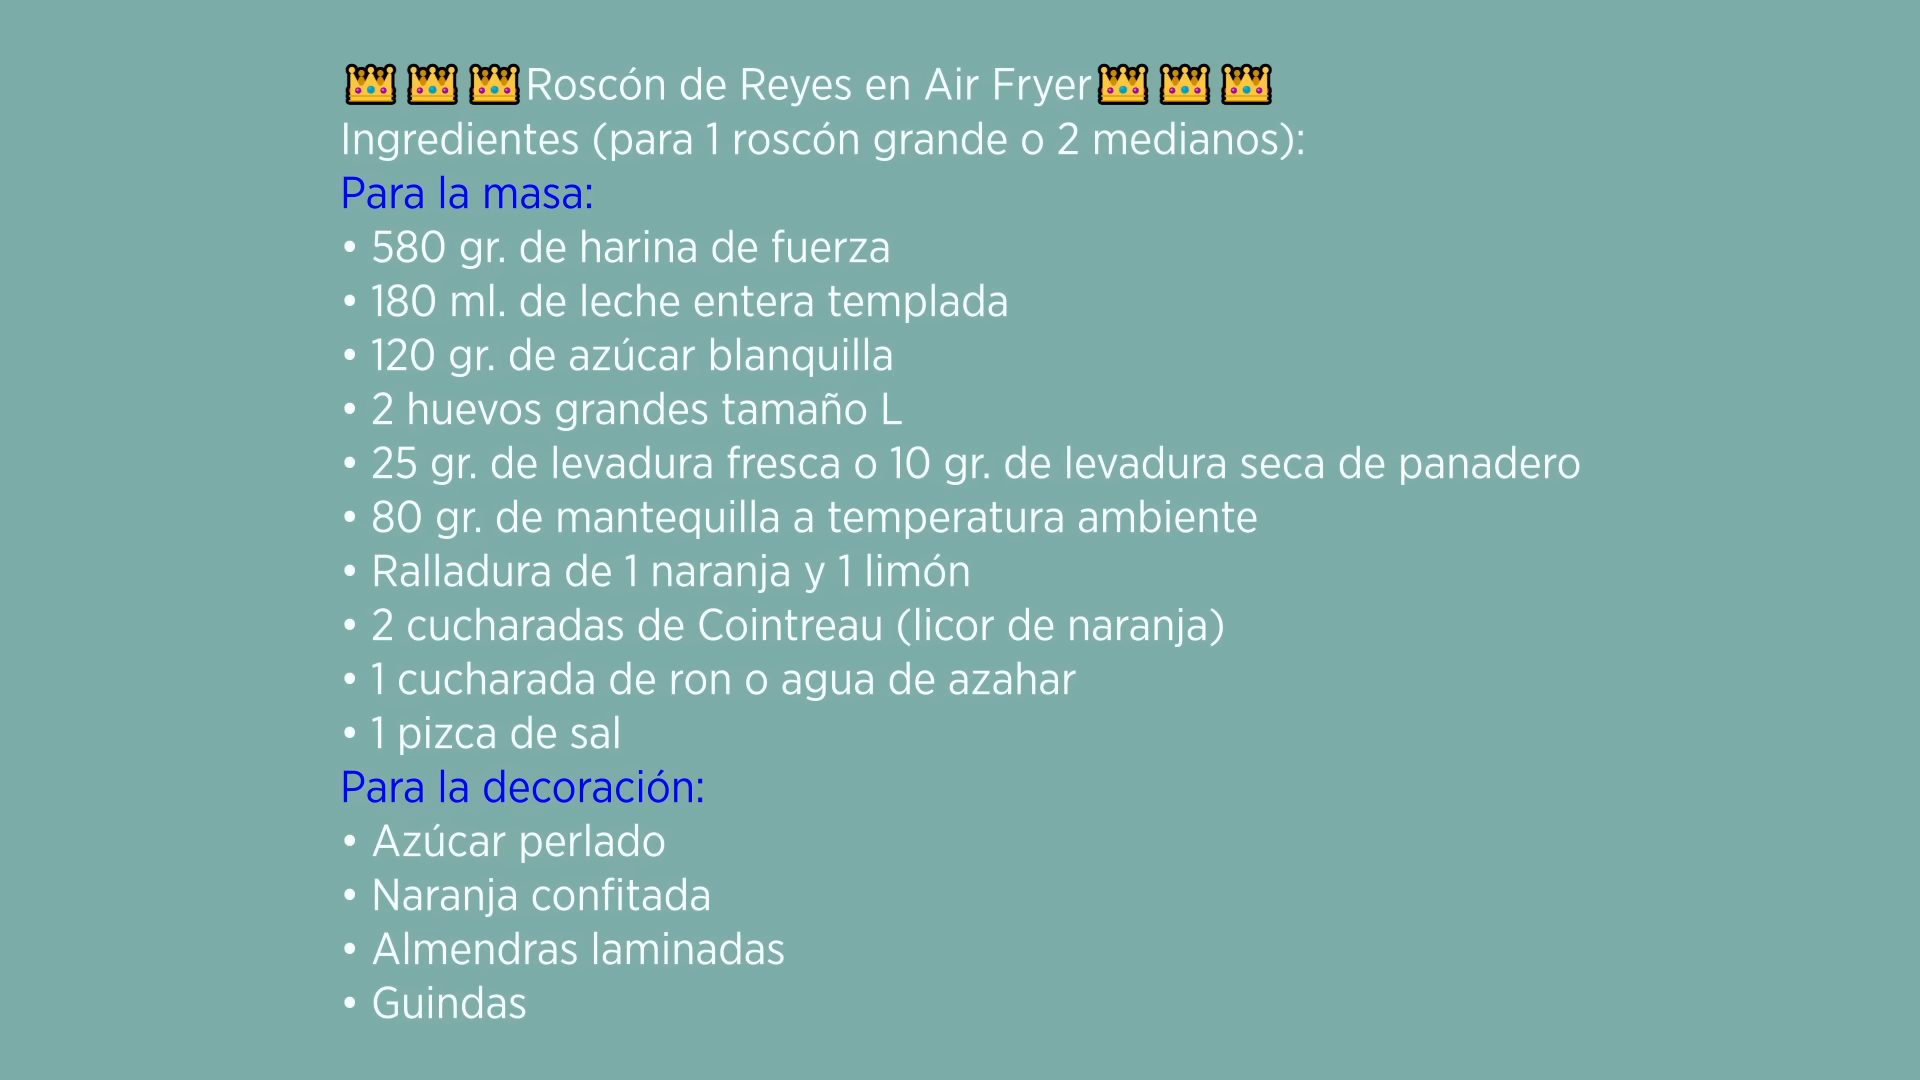 👑👑👑Roscón de Reyes en Air Fryer👑👑👑
Ingredientes (para 1 roscón grande o 2 medianos):
Para la masa:
• 580 gr. de harina de fuerza
• 180 ml. de leche entera templada
• 120 gr. de azúcar blanquilla
• 2 huevos grandes tamaño L
• 25 gr. de levadura fresca o 10 gr. de levadura seca de panadero
• 80 gr. de mantequilla a temperatura ambiente
• Ralladura de 1 naranja y 1 limón
• 2 cucharadas de Cointreau (licor de naranja)
• 1 cucharada de ron o agua de azahar
• 1 pizca de sal
Para la decoración:
• Azúcar perlado
• Naranja confitada
• Almendras laminadas
• Guindas